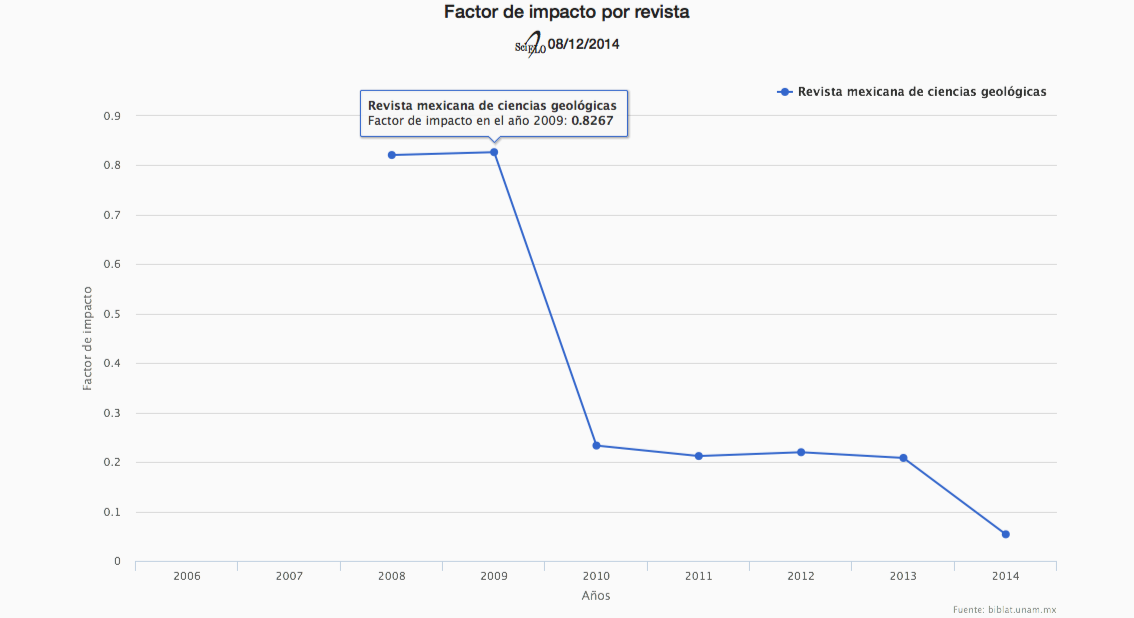 Factor de impacto por revista
SciELO 08/12/2014
Revista mexicana de ciencias geológicas
Revista mexicana de ciencias geológicas
Factor de impacto en el año 2009: 0.8267
0.9
0.8
0.7
0.6
0.5
0.4
0.3
0.2
0.1
0
Factor de impacto
2006 2007 2008 2009 2010 2011 2012 2013 2014
Años
Fuente: biblat.unam.mx